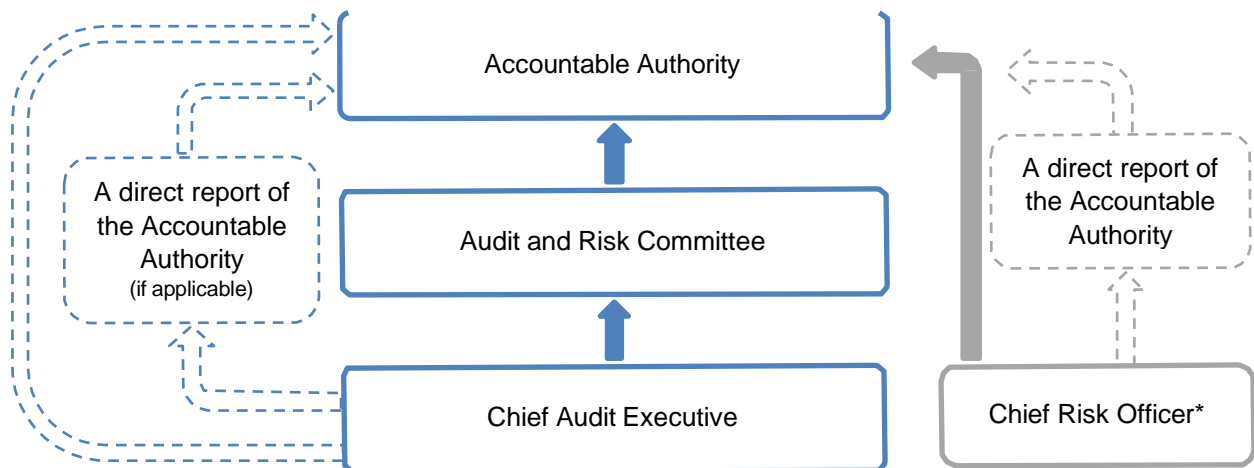 Accountable Authority
A direct report of
the Accountable
Authority
(if applicable)
Audit and Risk Committee
A direct report of
the Accountable
Authority
Chief Audit Executive
Chief Risk Officer*